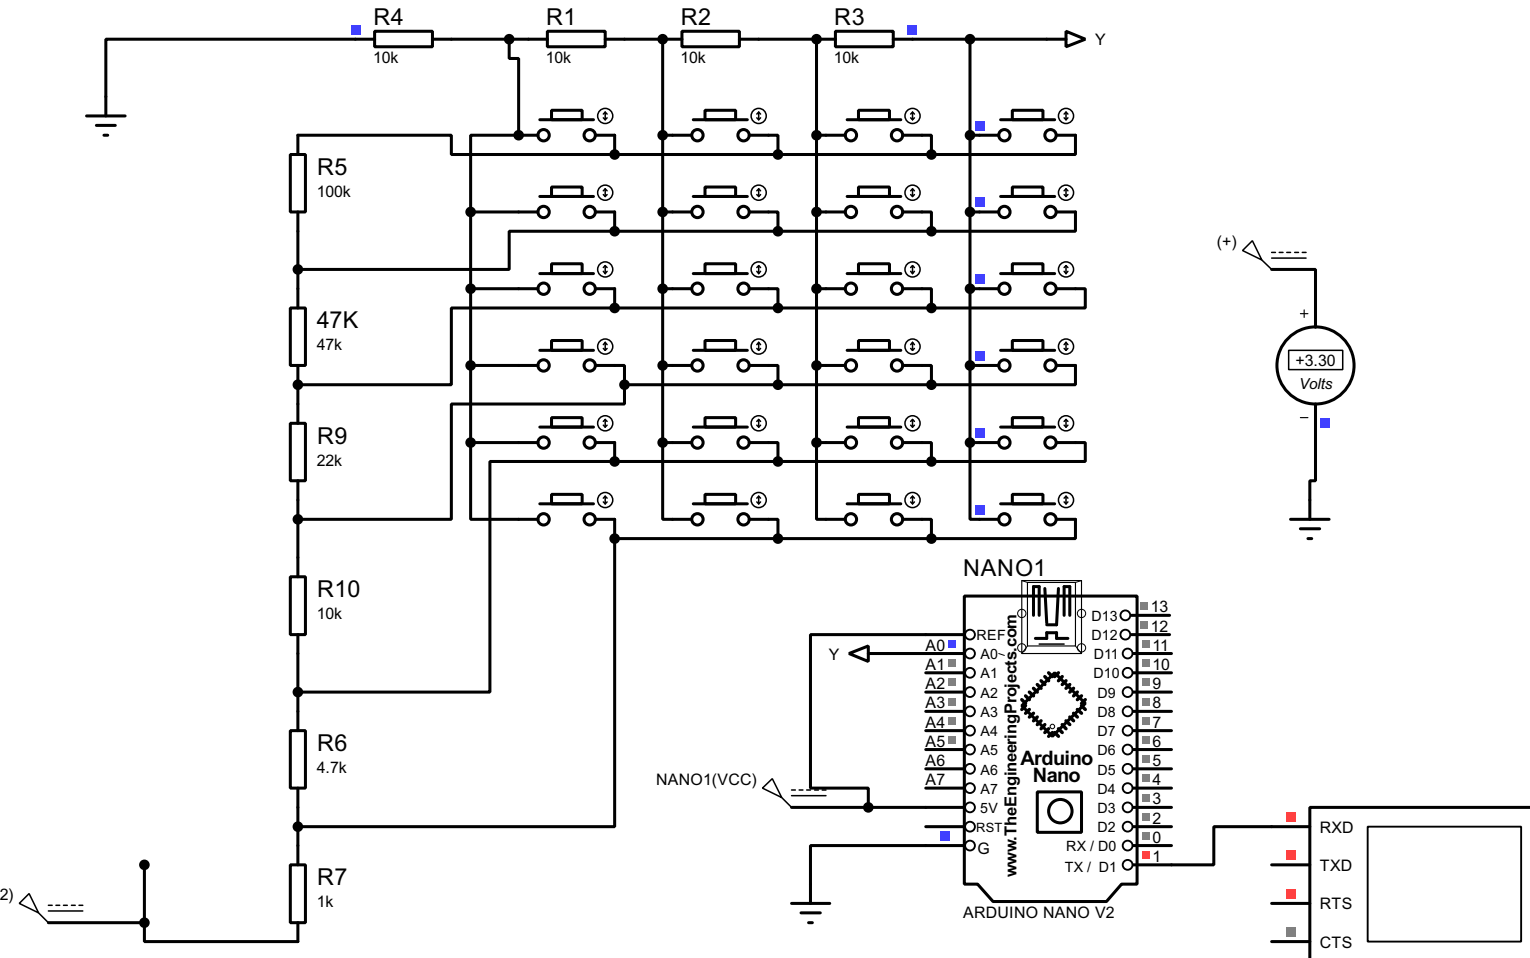 R4 R1 R2 R3
10k 10k 10k 10k
Y
R5
100k
47K
47k
R9
22k
R10
10k
R6
4.7k
R7
1k
2)
(+)
+
+3.30
Volts
−
NANO1
www.TheEngineeringProjects.com
REF
A0 A0~
A1 A1
A2 A2
A3 A3
A4 A4
A5 A5
A6 A6
A7 A7
5V
RST
G
Y
NANO1(VCC)
Arduino
Nano
D13 13
D12 12
D11 11
D10 10
D9 9
D8 8
D7 7
D6 6
D5 5
D4 4
D3 3
D2 2
RX / D0 0
TX / D1 1
ARDUINO NANO V2
RXD
TXD
RTS
CTS